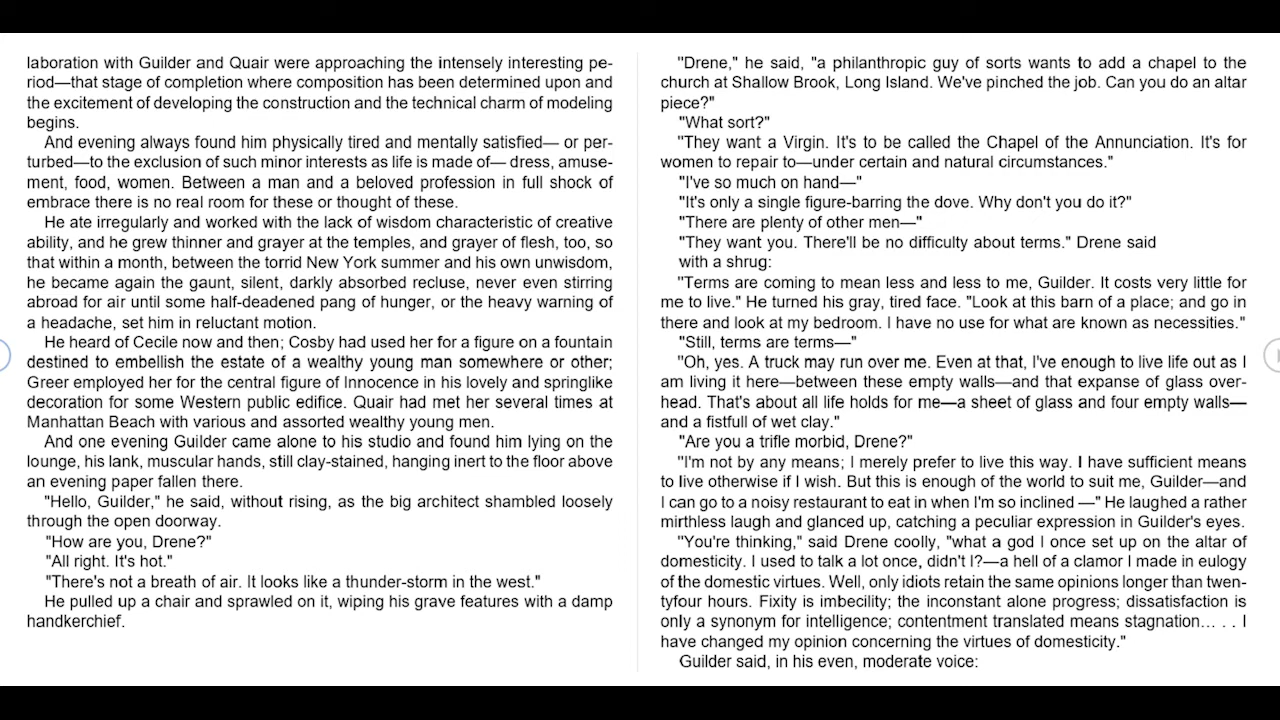 laboration with Guilder and Quair were approaching the intensely interesting pe-
riod—that stage of completion where composition has been determined upon and
the excitement of developing the construction and the technical charm of modeling
begins.
And evening always found him physically tired and mentally satisfied— or per-
turbed—to the exclusion of such minor interests as life is made of— dress, amuse-
ment, food, women. Between a man and a beloved profession in full shock of
embrace there is no real room for these or thought of these.
He ate irregularly and worked with the lack of wisdom characteristic of creative
ability, and he grew thinner and grayer at the temples, and grayer of flesh, too, so
that within a month, between the torrid New York summer and his own unwisdom,
he became again the gaunt, silent, darkly absorbed recluse, never even stirring
abroad for air until some half-deadened pang of hunger, or the heavy warning of
a headache, set him in reluctant motion.
He heard of Cecile now and then; Cosby had used her for a figure on a fountain
destined to embellish the estate of a wealthy young man somewhere or other;
Greer employed her for the central figure of Innocence in his lovely and springlike
decoration for some Western public edifice. Quair had met her several times at
Manhattan Beach with various and assorted wealthy young men.
And one evening Guilder came alone to his studio and found him lying on the
lounge, his lank, muscular hands, still clay-stained, hanging inert to the floor above
an evening paper fallen there.
"Hello, Guilder," he said, without rising, as the big architect shambled loosely
through the open doorway.
"How are you, Drene?"
"All right. It's hot."
"There's not a breath of air. It looks like a thunder-storm in the west."
He pulled up a chair and sprawled on it, wiping his grave features with a damp
handkerchief.
"Drene," he said, "a philanthropic guy of sorts wants to add a chapel to the
church at Shallow Brook, Long Island. We've pinched the job. Can you do an altar
piece?"
"What sort?"
"They want a Virgin. It's to be called the Chapel of the Annunciation. It's for
women to repair to—under certain and natural circumstances."
"I've so much on hand—"
"It's only a single figure-barring the dove. Why don't you do it?"
"There are plenty of other men—"
"They want you. There'll be no difficulty about terms." Drene said
with a shrug:
"Terms are coming to mean less and less to me, Guilder. It costs very little for
me to live." He turned his gray, tired face. "Look at this barn of a place; and go in
there and look at my bedroom. I have no use for what are known as necessities."
"Still, terms are terms—"
"Oh, yes. A truck may run over me. Even at that, I've enough to live life out as I
am living it here—between these empty walls—and that expanse of glass over-
head. That's about all life holds for me—a sheet of glass and four empty walls—
and a fistfull of wet clay."
"Are you a trifle morbid, Drene?"
"I'm not by any means; I merely prefer to live this way. I have sufficient means
to live otherwise if I wish. But this is enough of the world to suit me, Guilder—and
I can go to a noisy restaurant to eat in when I'm so inclined —" He laughed a rather
mirthless laugh and glanced up, catching a peculiar expression in Guilder's eyes.
"You're thinking," said Drene coolly, "what a god I once set up on the altar of
domesticity. I used to talk a lot once, didn't I?—a hell of a clamor I made in eulogy
of the domestic virtues. Well, only idiots retain the same opinions longer than twen-
tyfour hours. Fixity is imbecility; the inconstant alone progress; dissatisfaction is
only a synonym for intelligence; contentment translated means stagnation... . . I
have changed my opinion concerning the virtues of domesticity."
Guilder said, in his even, moderate voice: